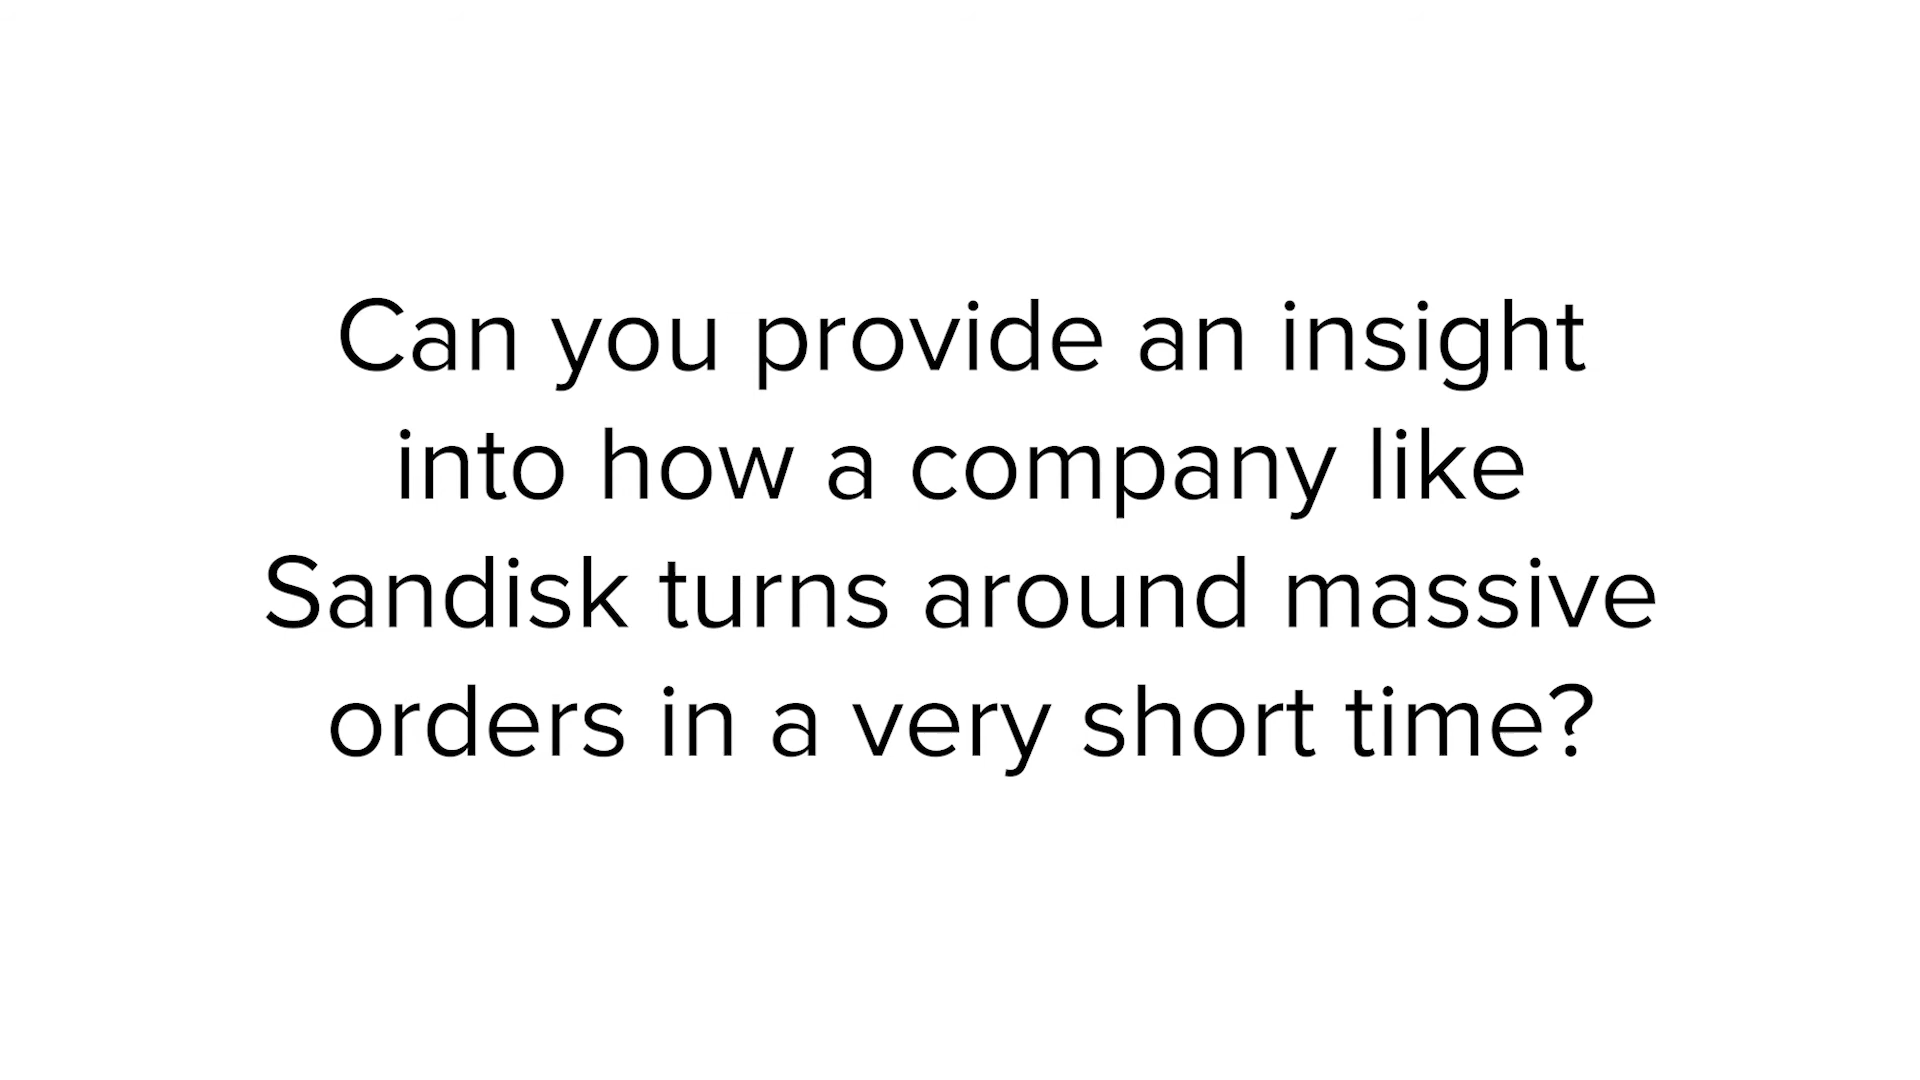 Can you provide an insight
into how a company like
Sandisk turns around massive
orders in a very short time?